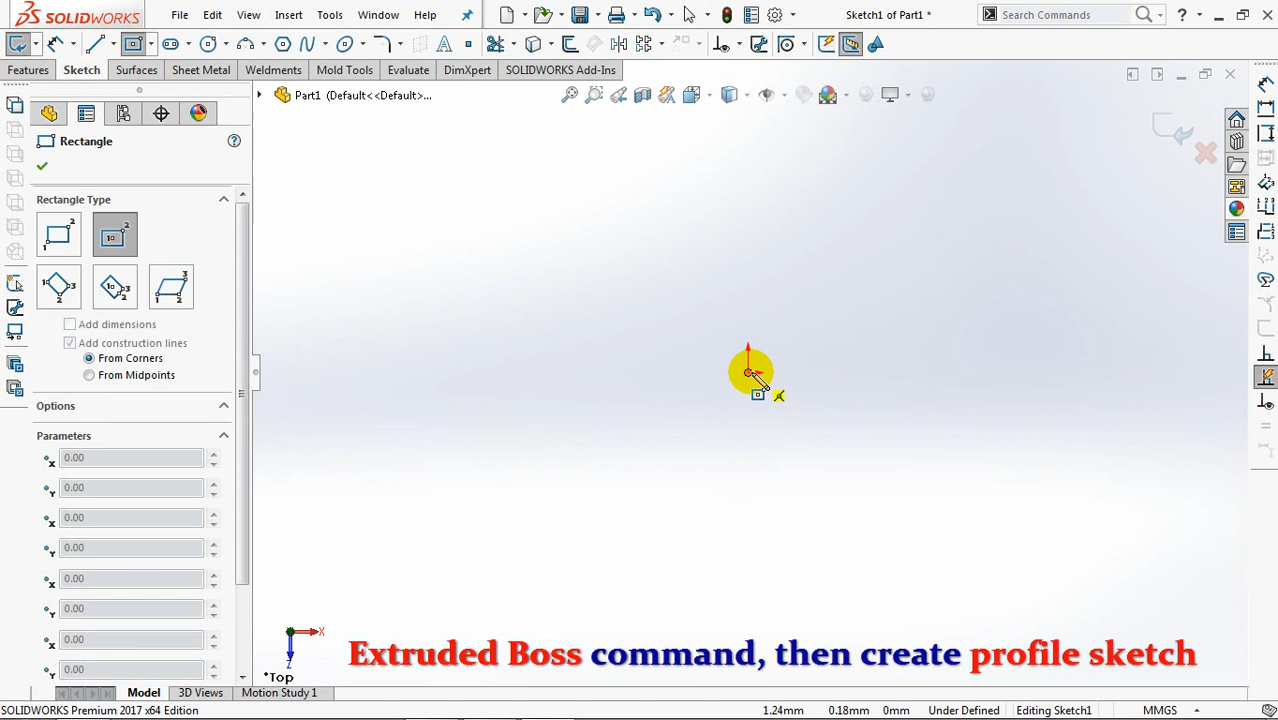 SOLIDWORKS
File Edit View Insert Tools Window Help
Sketch1 of Part1 *
Search Commands
?
Features Sketch Surfaces Sheet Metal Weldments Mold Tools Evaluate DimXpert SOLIDWORKS Add-Ins
Part1 (Default<<Default>...
Rectangle
?
Rectangle Type
Add dimensions
Add construction lines
From Corners
From Midpoints
Options
Parameters
x 0.00
Y 0.00
x 0.00
Y 0.00
x 0.00
Y 0.00
x 0.00
Y 0.00
X
Z
*Top
Extruded Boss command, then create profile sketch
Model 3D Views Motion Study 1
SOLIDWORKS Premium 2017 x64 Edition
1.24mm 0.18mm 0mm Under Defined Editing Sketch1 MMGS